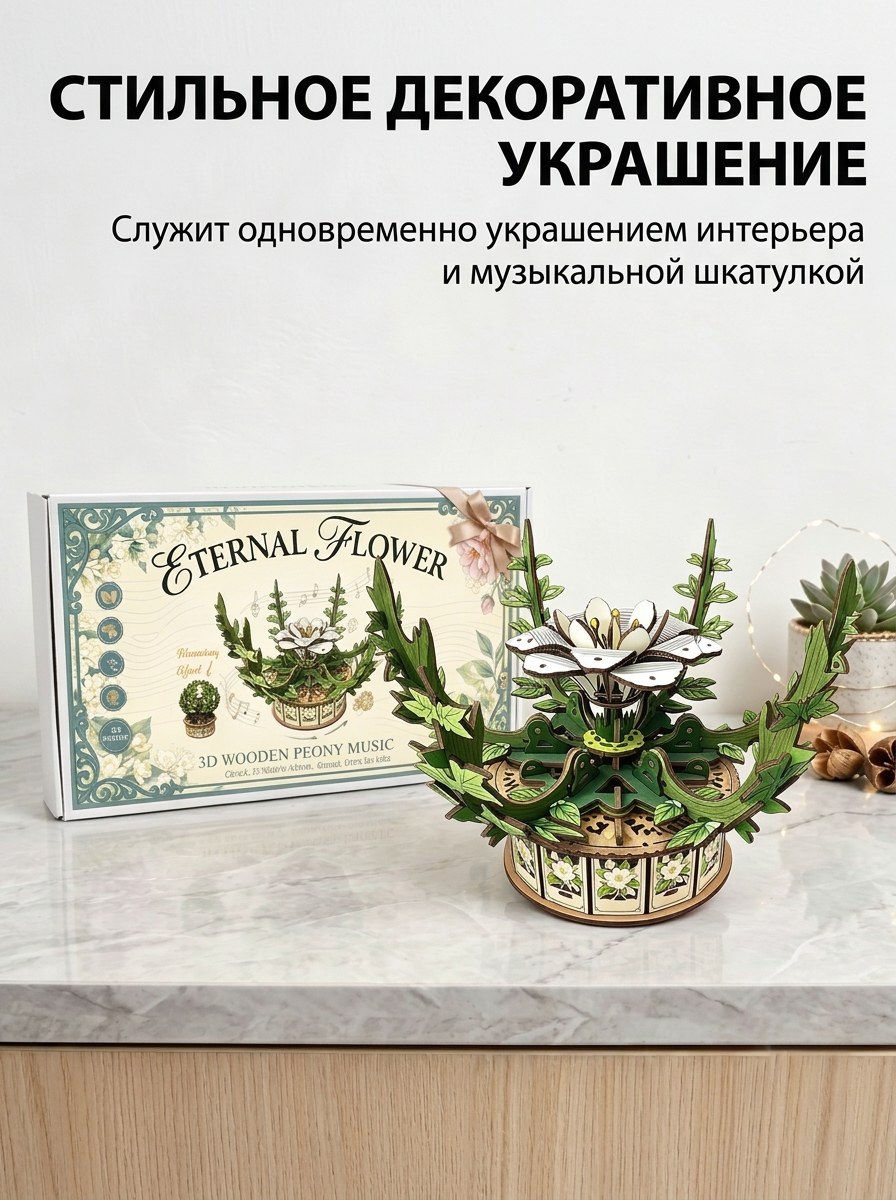 СТИЛЬНОЕ ДЕКОРАТИВНОЕ
УКРАШЕНИЕ
Служит одновременно украшением интерьера
и музыкальной шкатулкой
ETERNAL FLOWER
3D WOODEN PEONY MUSIC